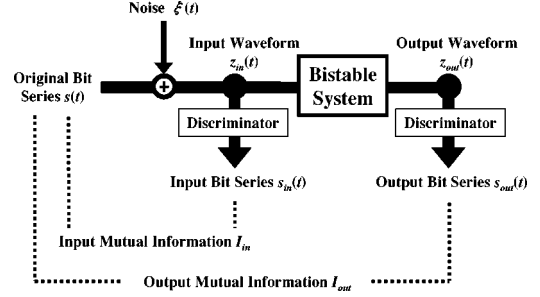 Noise ξ(t)
Input Waveform
z_in(t)
Output Waveform
z_out(t)
Original Bit
Series s(t)
+
Bistable
System
Discriminator
Discriminator
Input Bit Series s_in(t)
Output Bit Series s_out(t)
Input Mutual Information I_in
Output Mutual Information I_out